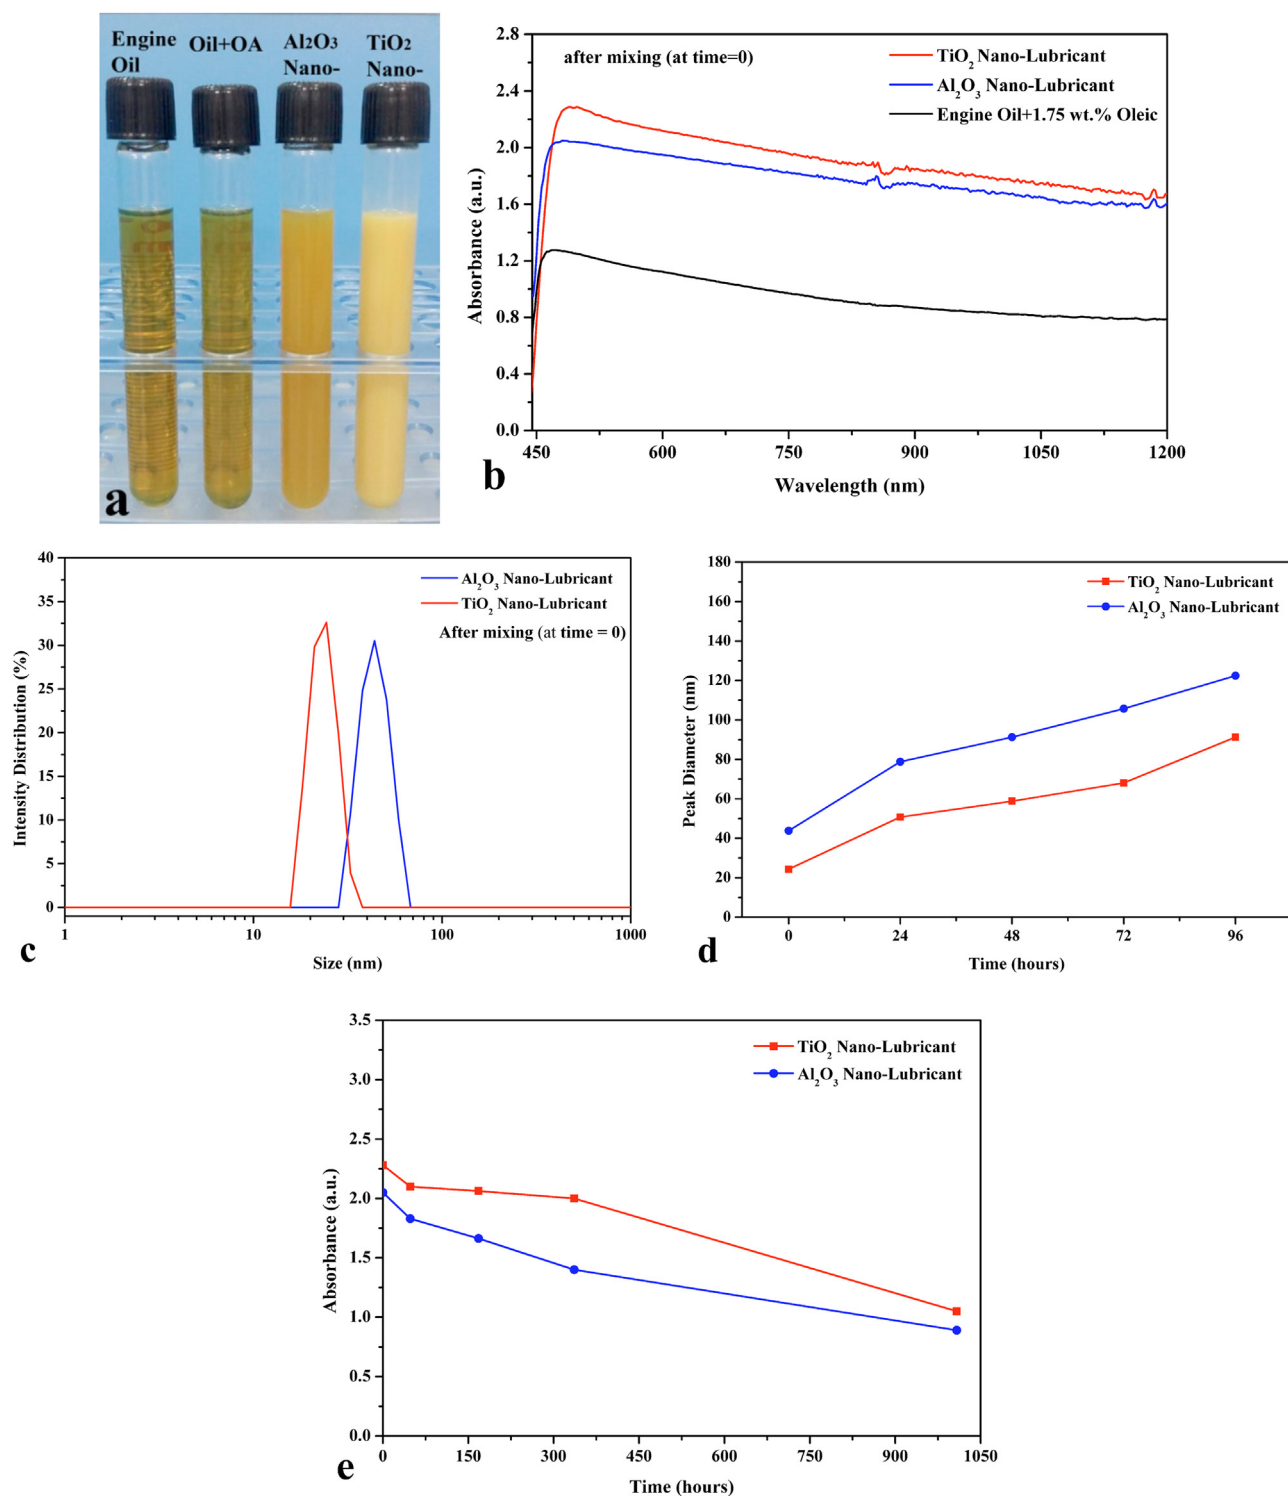 Engine
Oil
Oil+OA
Al2O3
Nano-
TiO2
Nano-
a
2.8
2.4
2.0
1.6
1.2
0.8
0.4
0.0
Absorbance (a.u.)
after mixing (at time=0)
TiO2 Nano-Lubricant
Al2O3 Nano-Lubricant
Engine Oil+1.75 wt.% Oleic
450 600 750 900 1050 1200
Wavelength (nm)
b
40
35
30
25
20
15
10
5
0
Intensity Distribution (%)
Al2O3 Nano-Lubricant
TiO2 Nano-Lubricant
After mixing (at time = 0)
1 10 100 1000
Size (nm)
c
180
160
140
120
100
80
60
40
20
0
Peak Diameter (nm)
TiO2 Nano-Lubricant
Al2O3 Nano-Lubricant
0 24 48 72 96
Time (hours)
d
3.5
3.0
2.5
2.0
1.5
1.0
0.5
0.0
Absorbance (a.u.)
TiO2 Nano-Lubricant
Al2O3 Nano-Lubricant
0 150 300 450 600 750 900 1050
Time (hours)
e